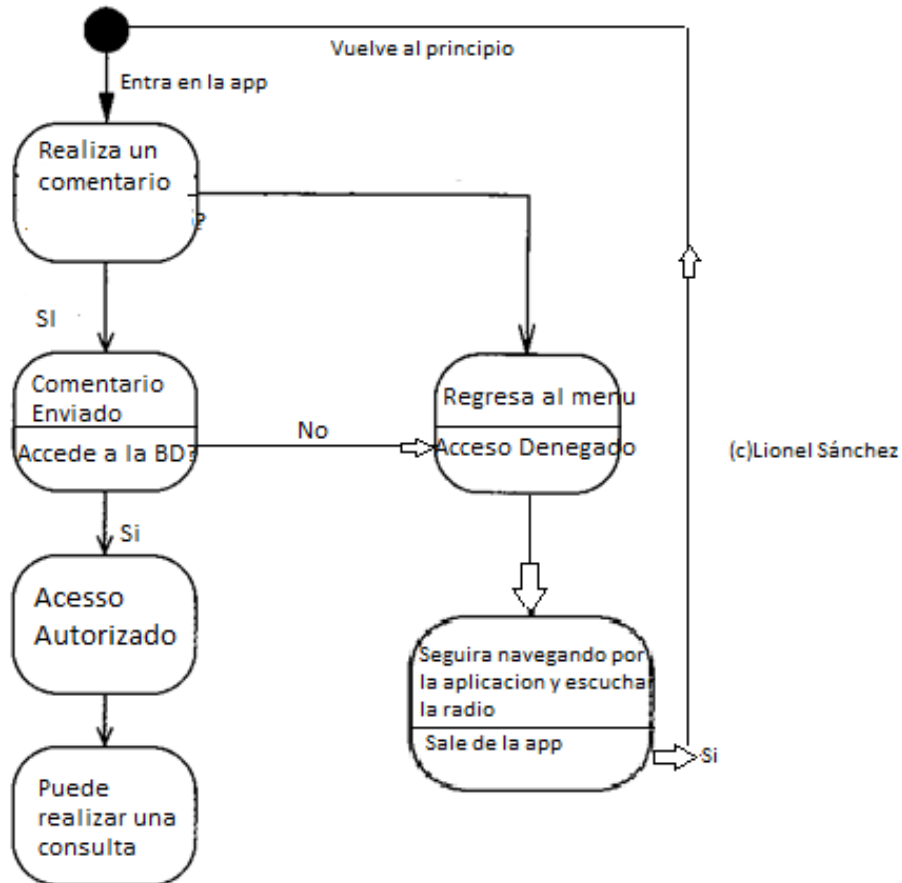 Vuelve al principio
Entra en la app
Realiza un
comentario
?
SI
Comentario
Enviado
Accede a la BD?
No
Regresa al menu
Acceso Denegado
(c)Lionel Sánchez
Si
Acesso
Autorizado
Seguira navegando por
la aplicacion y escucha
la radio
Sale de la app
Si
Puede
realizar una
consulta